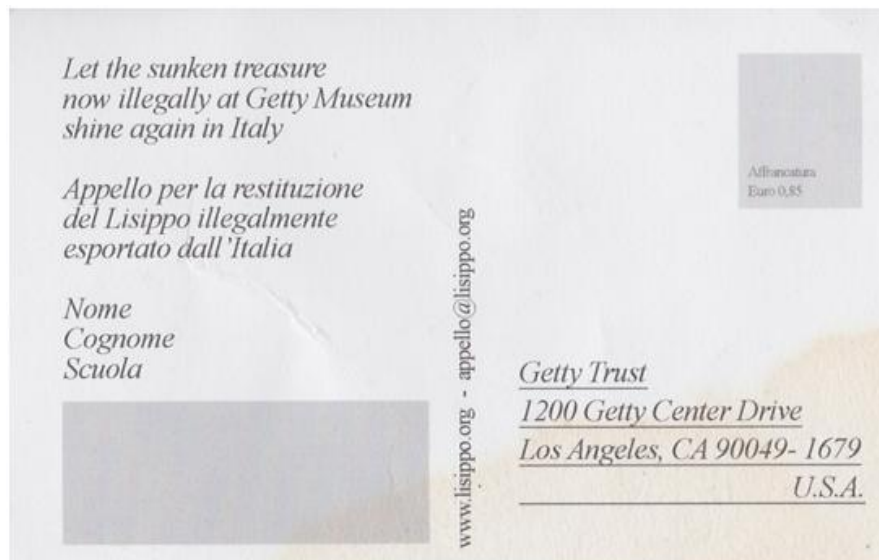 Let the sunken treasure
now illegally at Getty Museum
shine again in Italy
Appello per la restituzione
del Lisippo illegalmente
esportato dall'Italia
Nome
Cognome
Scuola
www.lisippo.org - appello@lisippo.org
Affrancatura
Euro 0,85
Getty Trust
1200 Getty Center Drive
Los Angeles, CA 90049- 1679
U.S.A.